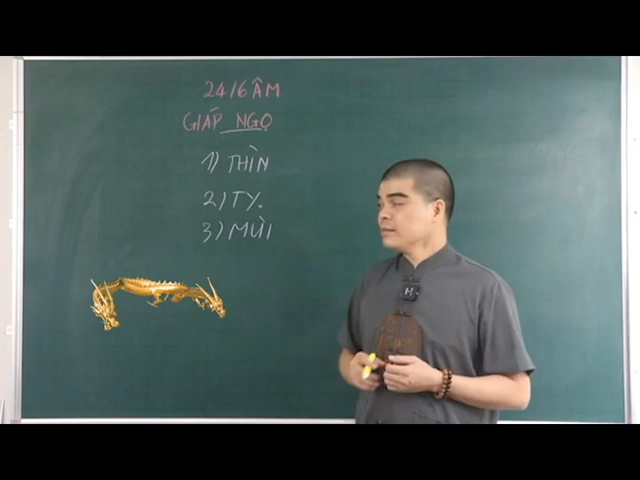 24/6 ÂM
GIÁP NGỌ
1) THÌN
2) TỴ.
3) MÙI